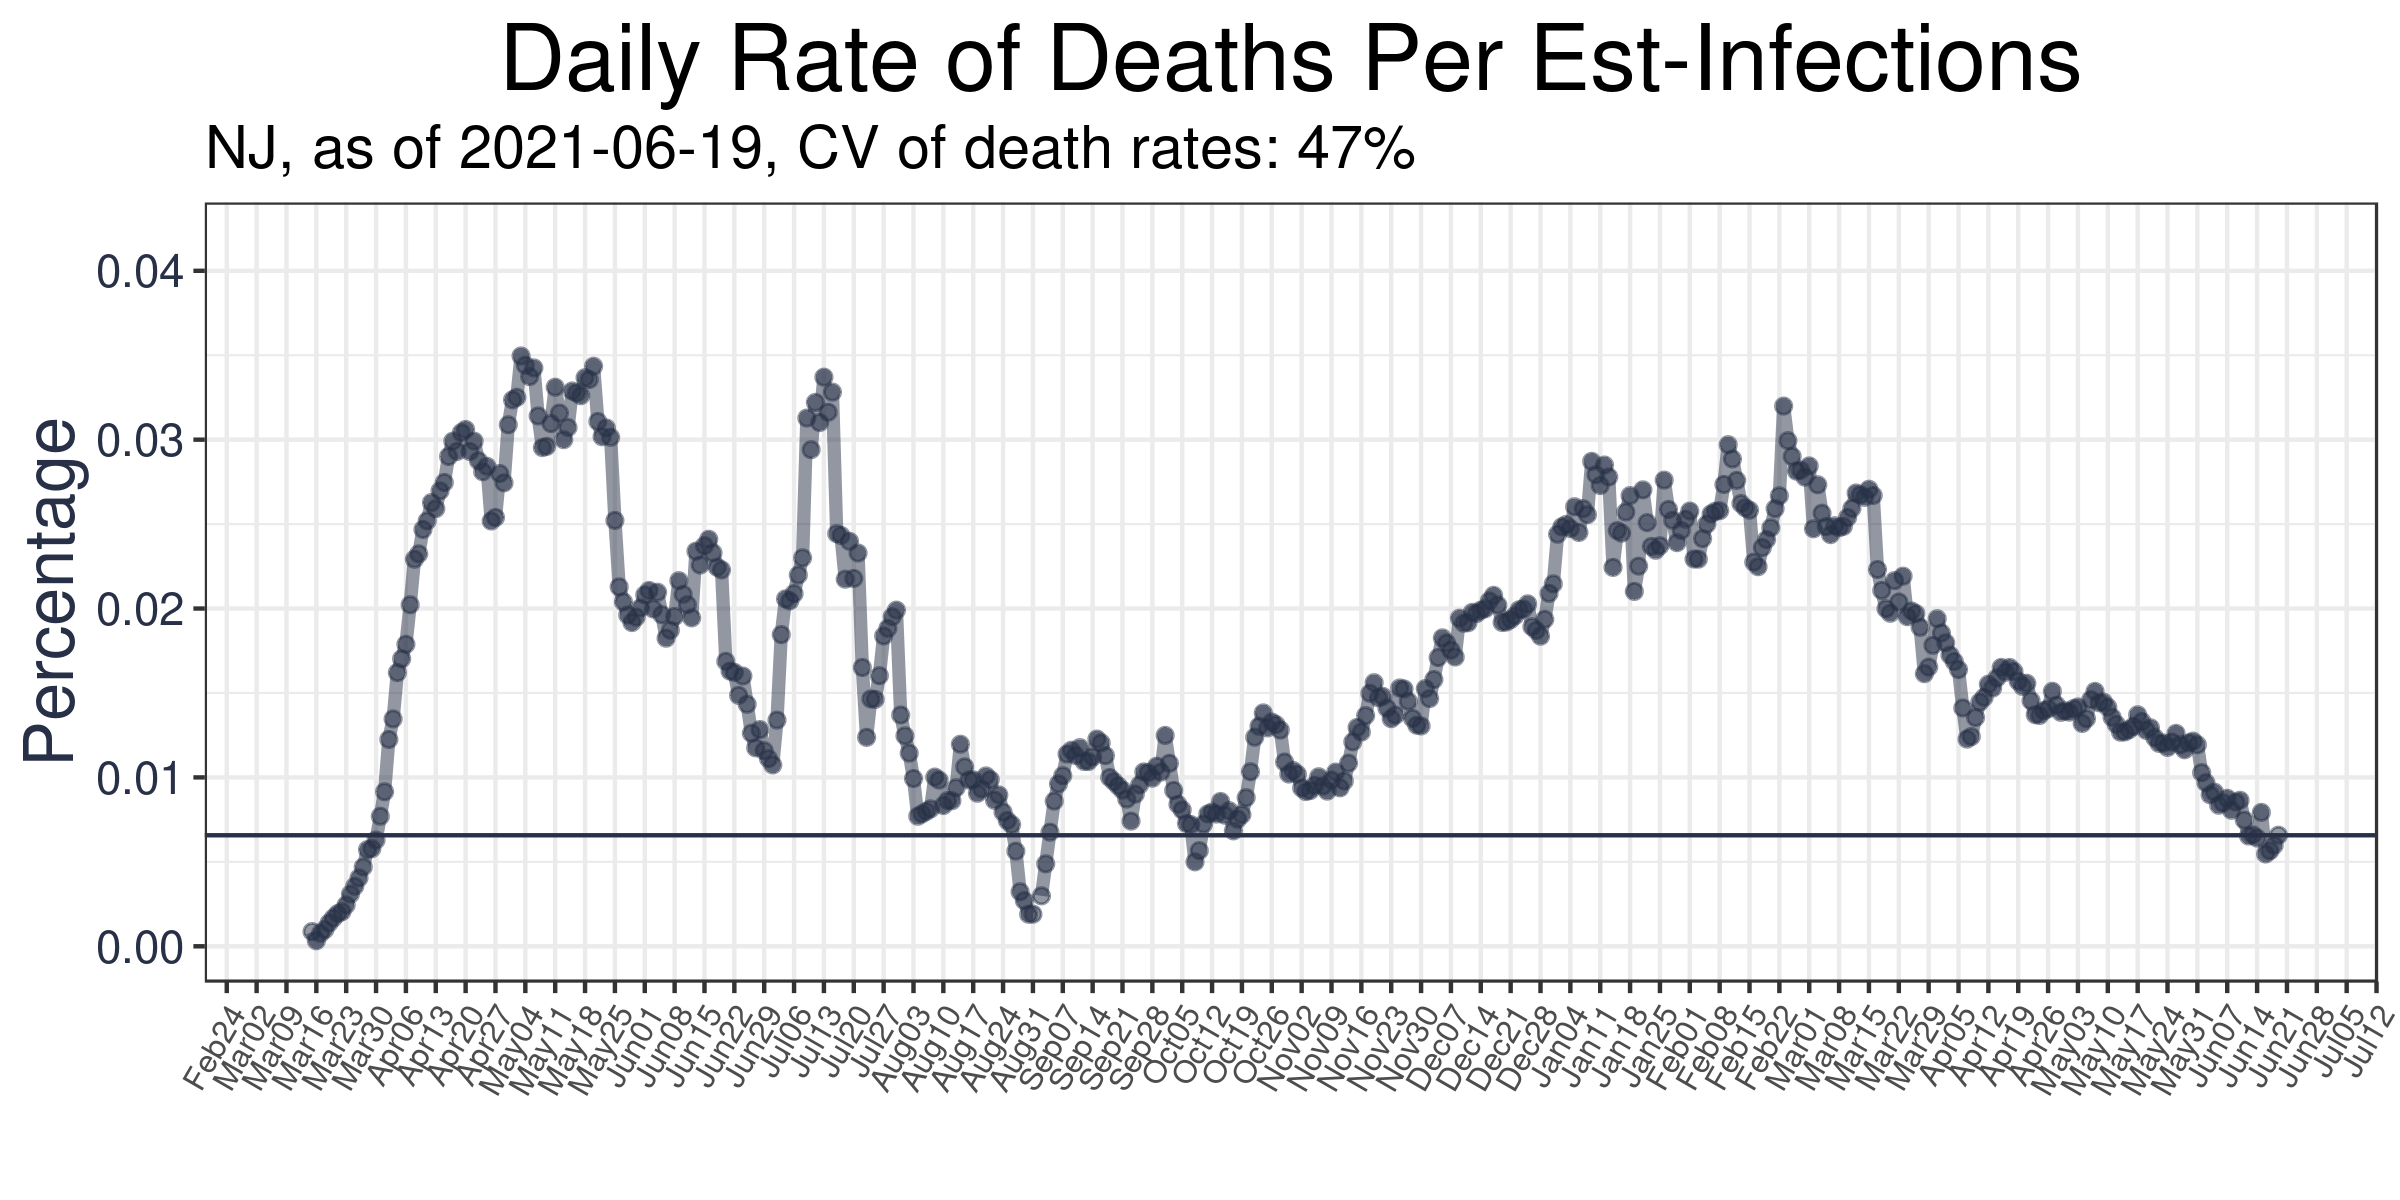 Daily Rate of Deaths Per Est-Infections
NJ, as of 2021-06-19, CV of death rates: 47%
Percentage
0.04
0.03
0.02
0.01
0.00
Feb24
Mar02
Mar09
Mar16
Mar23
Mar30
Apr06
Apr13
Apr20
Apr27
May04
May11
May18
May25
Jun01
Jun08
Jun15
Jun22
Jun29
Jul06
Jul13
Jul20
Jul27
Aug03
Aug10
Aug17
Aug24
Aug31
Sep07
Sep14
Sep21
Sep28
Oct05
Oct12
Oct19
Oct26
Nov02
Nov09
Nov16
Nov23
Nov30
Dec07
Dec14
Dec21
Dec28
Jan04
Jan11
Jan18
Jan25
Feb01
Feb08
Feb15
Feb22
Mar01
Mar08
Mar15
Mar22
Mar29
Apr05
Apr12
Apr19
Apr26
May03
May10
May17
May24
May31
Jun07
Jun14
Jun21
Jun28
Jul05
Jul12